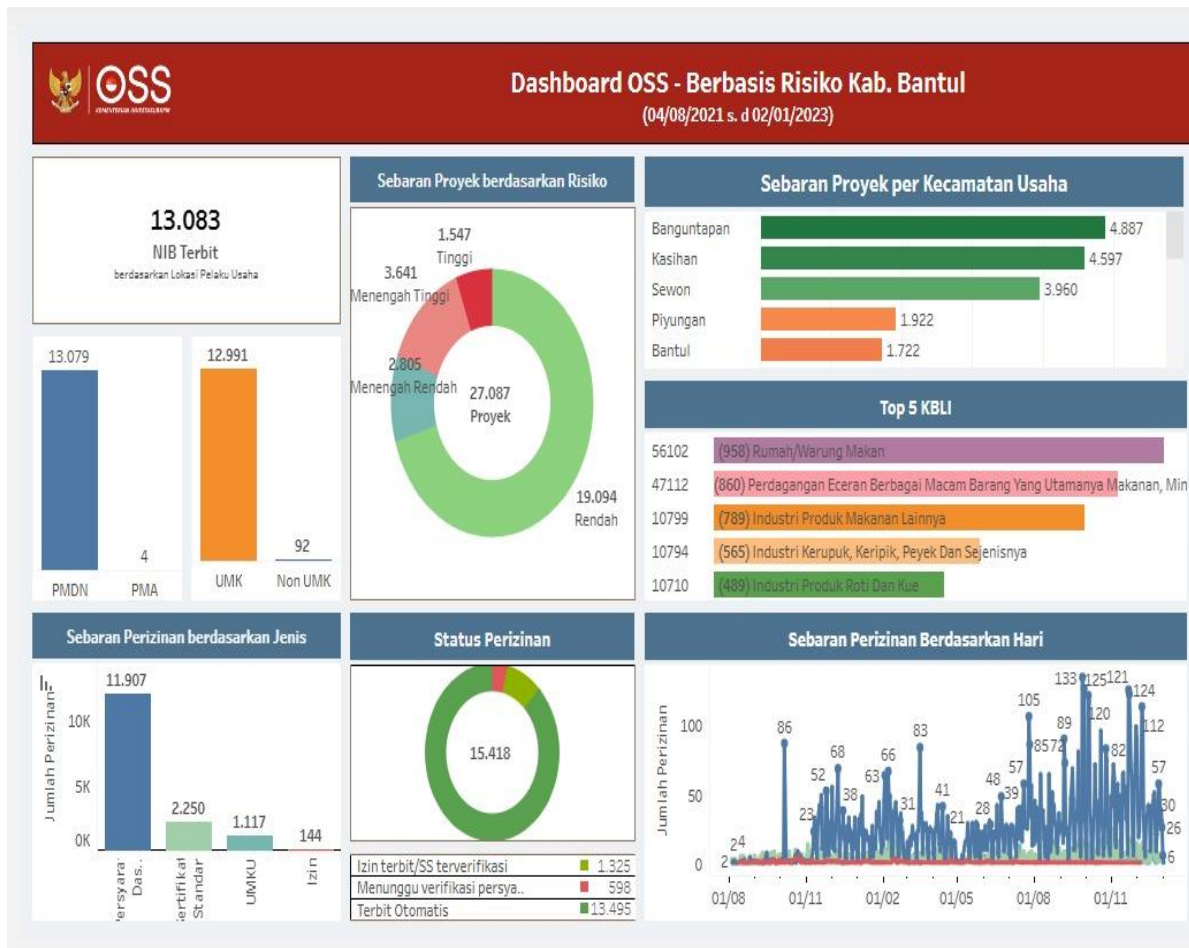 OSS
KEMENTERIAN INVESTASI/BKPM
Dashboard OSS - Berbasis Risiko Kab. Bantul
(04/08/2021 s. d 02/01/2023)
13.083
NIB Terbit
berdasarkan Lokasi Pelaku Usaha
13.079
4
PMDN
PMA
12.991
92
UMK
Non UMK
Sebaran Proyek berdasarkan Risiko
1.547
Tinggi
3.641
Menengah Tinggi
2.805
Menengah Rendah
27.087
Proyek
19.094
Rendah
Sebaran Proyek per Kecamatan Usaha
Banguntapan 4.887
Kasihan 4.597
Sewon 3.960
Piyungan 1.922
Bantul 1.722
Top 5 KBLI
56102 (958) Rumah/Warung Makan
47112 (860) Perdagangan Eceran Berbagai Macam Barang Yang Utamanya Makanan, Min
10799 (789) Industri Produk Makanan Lainnya
10794 (565) Industri Kerupuk, Keripik, Peyek Dan Sejenisnya
10710 (489) Industri Produk Roti Dan Kue
Sebaran Perizinan berdasarkan Jenis
Jumlah Perizinan
10K
5K
0K
11.907
2.250
1.117
144
Das..
Standar
UMKU
Izin
Status Perizinan
15.418
Izin terbit/SS terverifikasi 1.325
Menunggu verifikasi persya.. 598
Terbit Otomatis 13.495
Sebaran Perizinan Berdasarkan Hari
Jumlah Perizinan
100
50
0
2 24 86 23 52 68 38 63 66 31 83 41 21 28 48 39 57 105 85 72 89 133 125 120 82 121 124 112 57 30 26 6
01/08 01/11 01/02 01/05 01/08 01/11